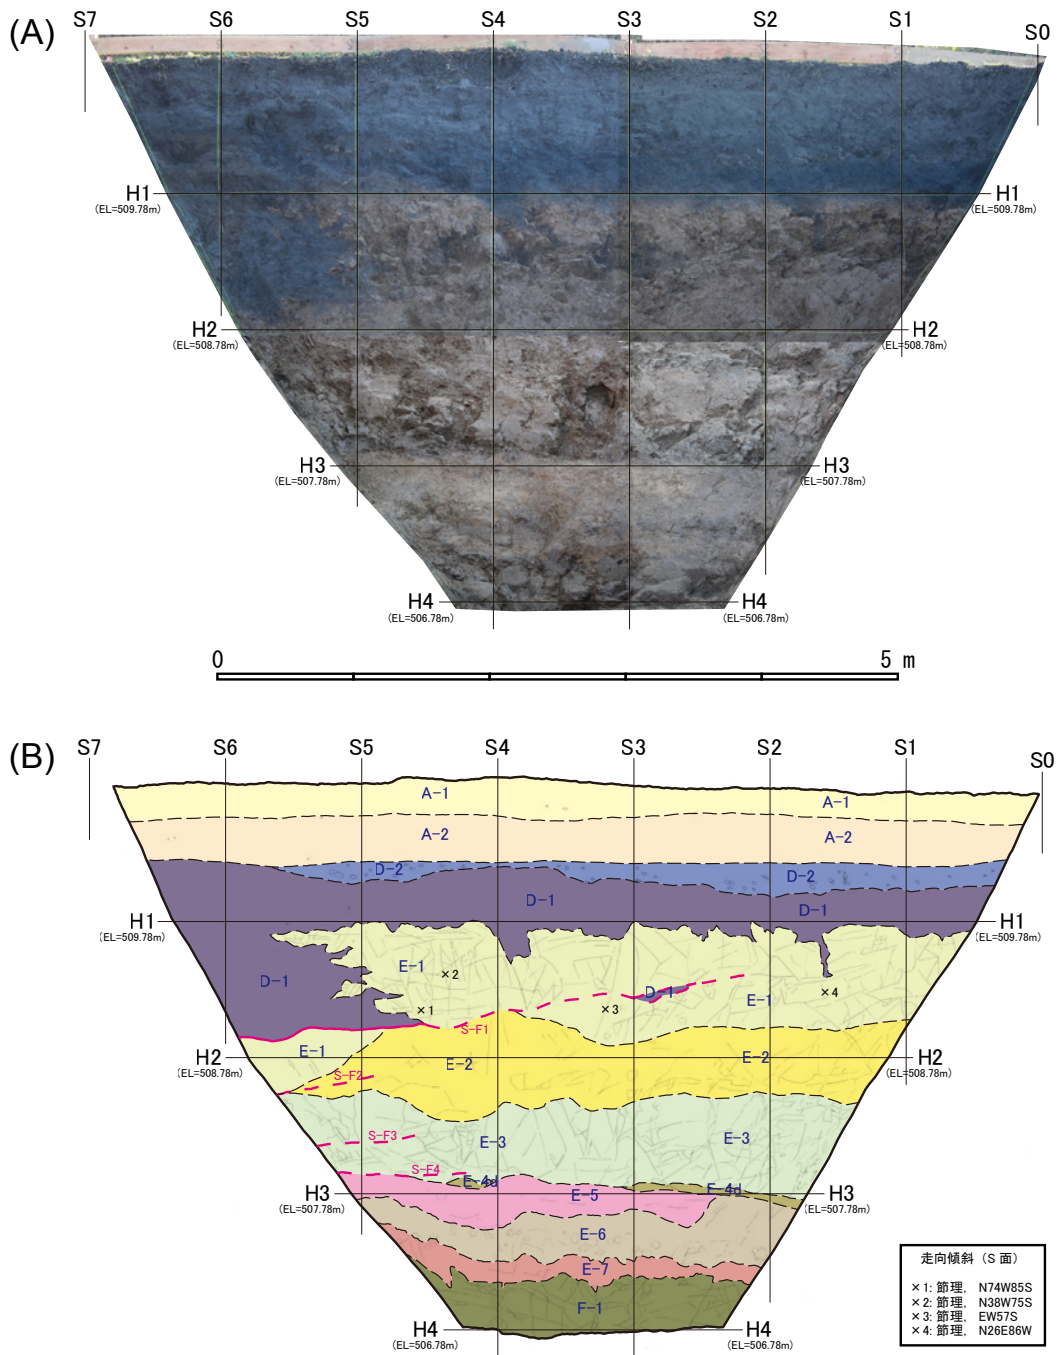 (A)
S7 S6 S5 S4 S3 S2 S1 S0
H1 H1
(EL=509.78m) (EL=509.78m)
H2 H2
(EL=508.78m) (EL=508.78m)
H3 H3
(EL=507.78m) (EL=507.78m)
H4 H4
(EL=506.78m) (EL=506.78m)
0 5 m
(B)
S7 S6 S5 S4 S3 S2 S1 S0
A-1 A-1
A-2 A-2
D-2 D-2
D-1 D-1
H1 H1
(EL=509.78m) (EL=509.78m)
E-1 ×2
D-1 D-1 ×4
×1 ×3 E-1
S-F1
E-1 E-2 E-2
H2 H2
(EL=508.78m) (EL=508.78m)
S-F2
S-F3 E-3 E-3
S-F4
E-4d E-4d
H3 E-5 H3
(EL=507.78m) (EL=507.78m)
E-6
E-7
F-1
H4 H4
(EL=506.78m) (EL=506.78m)
走向傾斜（S 面）
×1: 節理, N74W85S
×2: 節理, N38W75S
×3: 節理, EW57S
×4: 節理, N26E86W